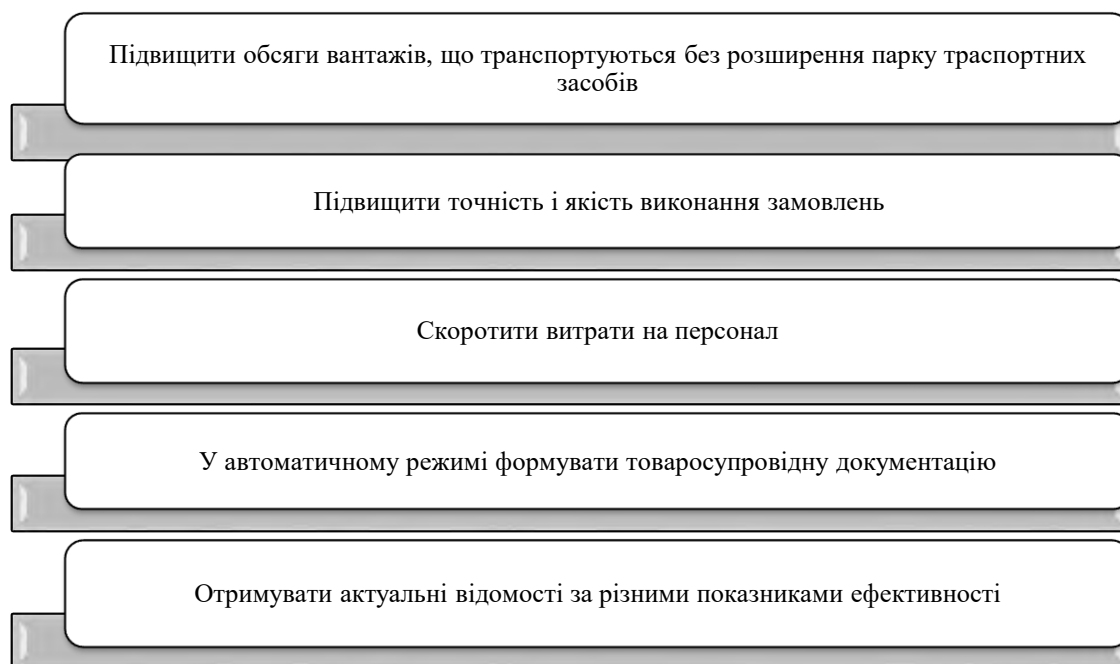 Підвищити обсяги вантажів, що транспортуються без розширення парку траспортних
засобів
Підвищити точність і якість виконання замовлень
Скоротити витрати на персонал
У автоматичному режимі формувати товаросупровідну документацію
Отримувати актуальні відомості за різними показниками ефективності